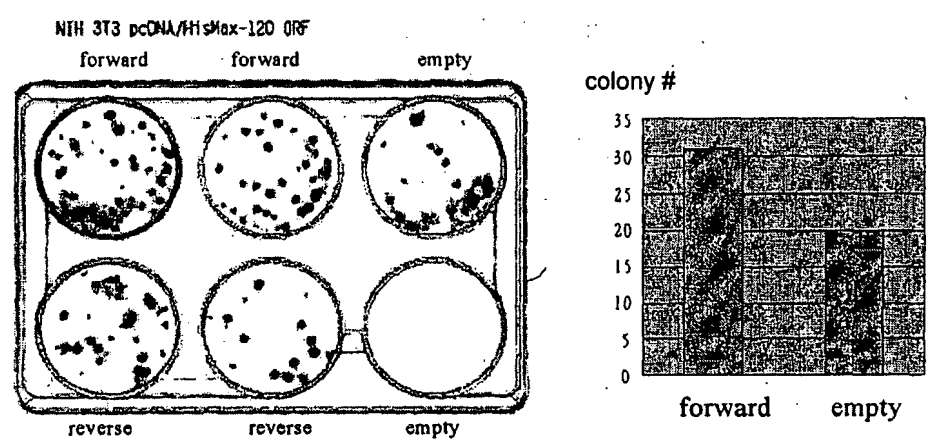 NIH 3T3 pcDNA/HisMax-120 ORF
forward forward empty
reverse reverse empty
colony #
35
30
25
20
15
10
5
0
forward empty